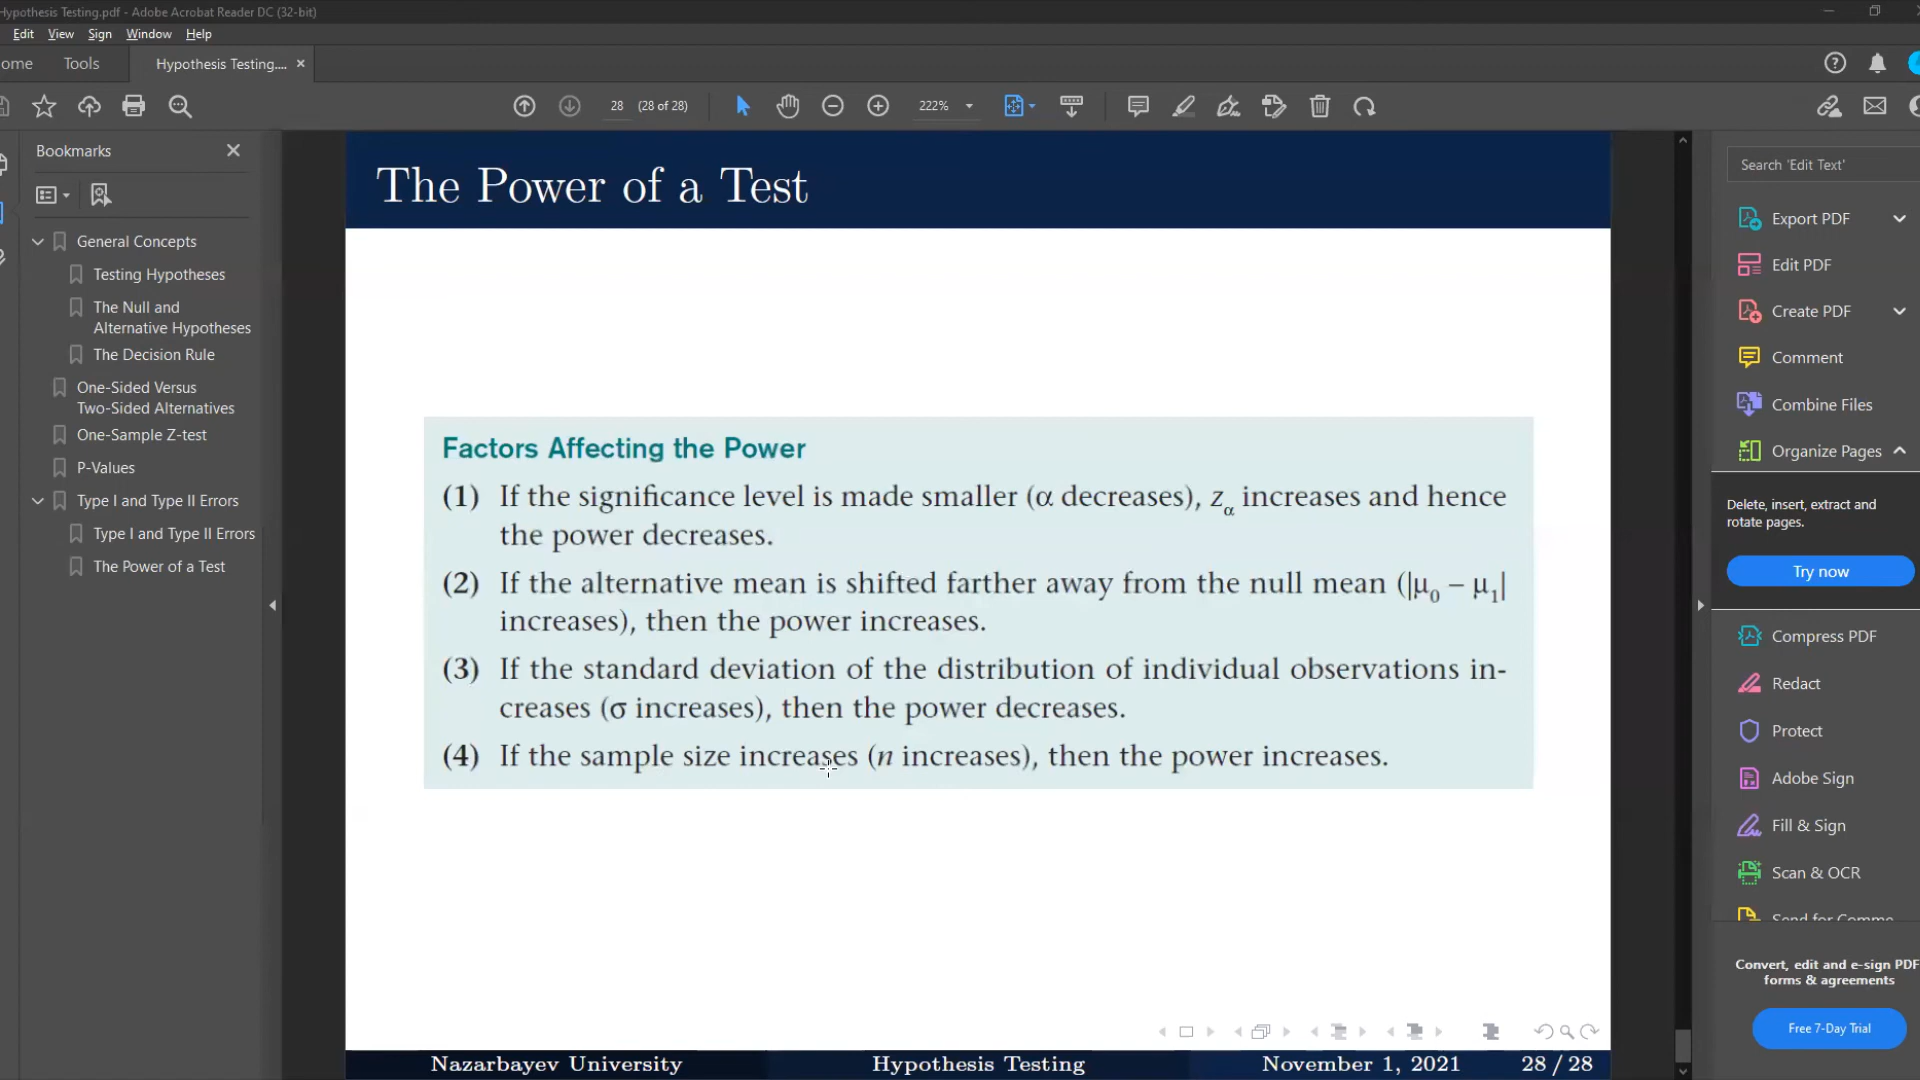 Hypothesis Testing.pdf - Adobe Acrobat Reader DC (32-bit)
Edit View Sign Window Help
ome Tools Hypothesis Testing.... ×
28 (28 of 28) 222%
Bookmarks
General Concepts
Testing Hypotheses
The Null and
Alternative Hypotheses
The Decision Rule
One-Sided Versus
Two-Sided Alternatives
One-Sample Z-test
P-Values
Type I and Type II Errors
Type I and Type II Errors
The Power of a Test
The Power of a Test
Factors Affecting the Power
(1) If the significance level is made smaller (α decreases), zα increases and hence
the power decreases.
(2) If the alternative mean is shifted farther away from the null mean (|μ0 – μ1|
increases), then the power increases.
(3) If the standard deviation of the distribution of individual observations in-
creases (σ increases), then the power decreases.
(4) If the sample size increases (n increases), then the power increases.
Nazarbayev University Hypothesis Testing November 1, 2021 28 / 28
Search 'Edit Text'
Export PDF
Edit PDF
Create PDF
Comment
Combine Files
Organize Pages
Delete, insert, extract and
rotate pages.
Try now
Compress PDF
Redact
Protect
Adobe Sign
Fill & Sign
Scan & OCR
Send for Comme
Convert, edit and e-sign PDF
forms & agreements
Free 7-Day Trial